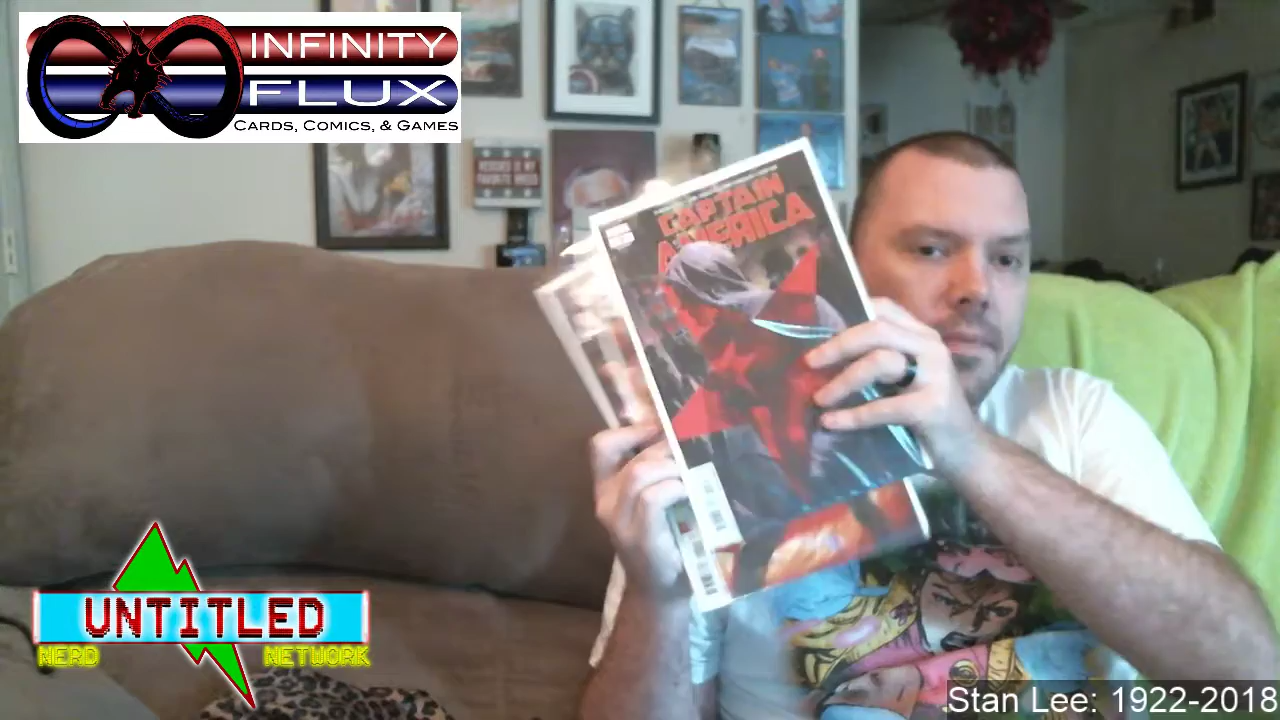 INFINITY
FLUX
CARDS, COMICS, & GAMES
CAPTAIN
AMERICA
UNTITLED
NERD NETWORK
Stan Lee: 1922-2018